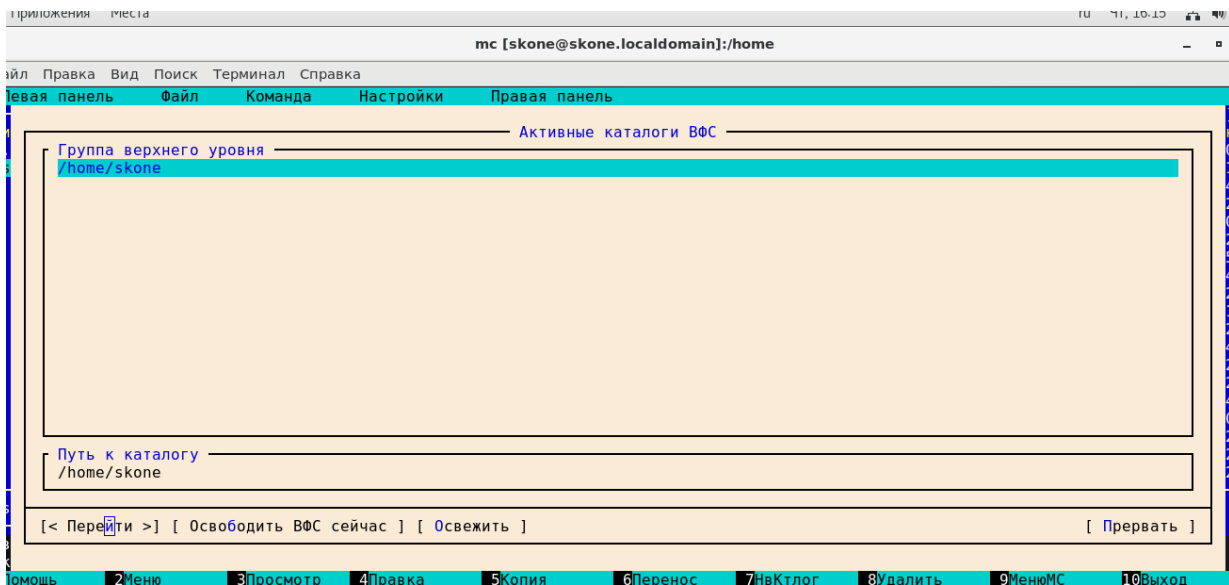 Приложения Места ru Чт, 16:15
mc [skone@skone.localdomain]:/home
айл Правка Вид Поиск Терминал Справка
Левая панель Файл Команда Настройки Правая панель
Активные каталоги ВФС
Группа верхнего уровня
/home/skone
Путь к каталогу
/home/skone
[< Перейти >] [ Освободить ВФС сейчас ] [ Освежить ] [ Прервать ]
Помощь 2Меню 3Просмотр 4Правка 5Копия 6Перенос 7НвКтлог 8Удалить 9МенюМС 10Выход